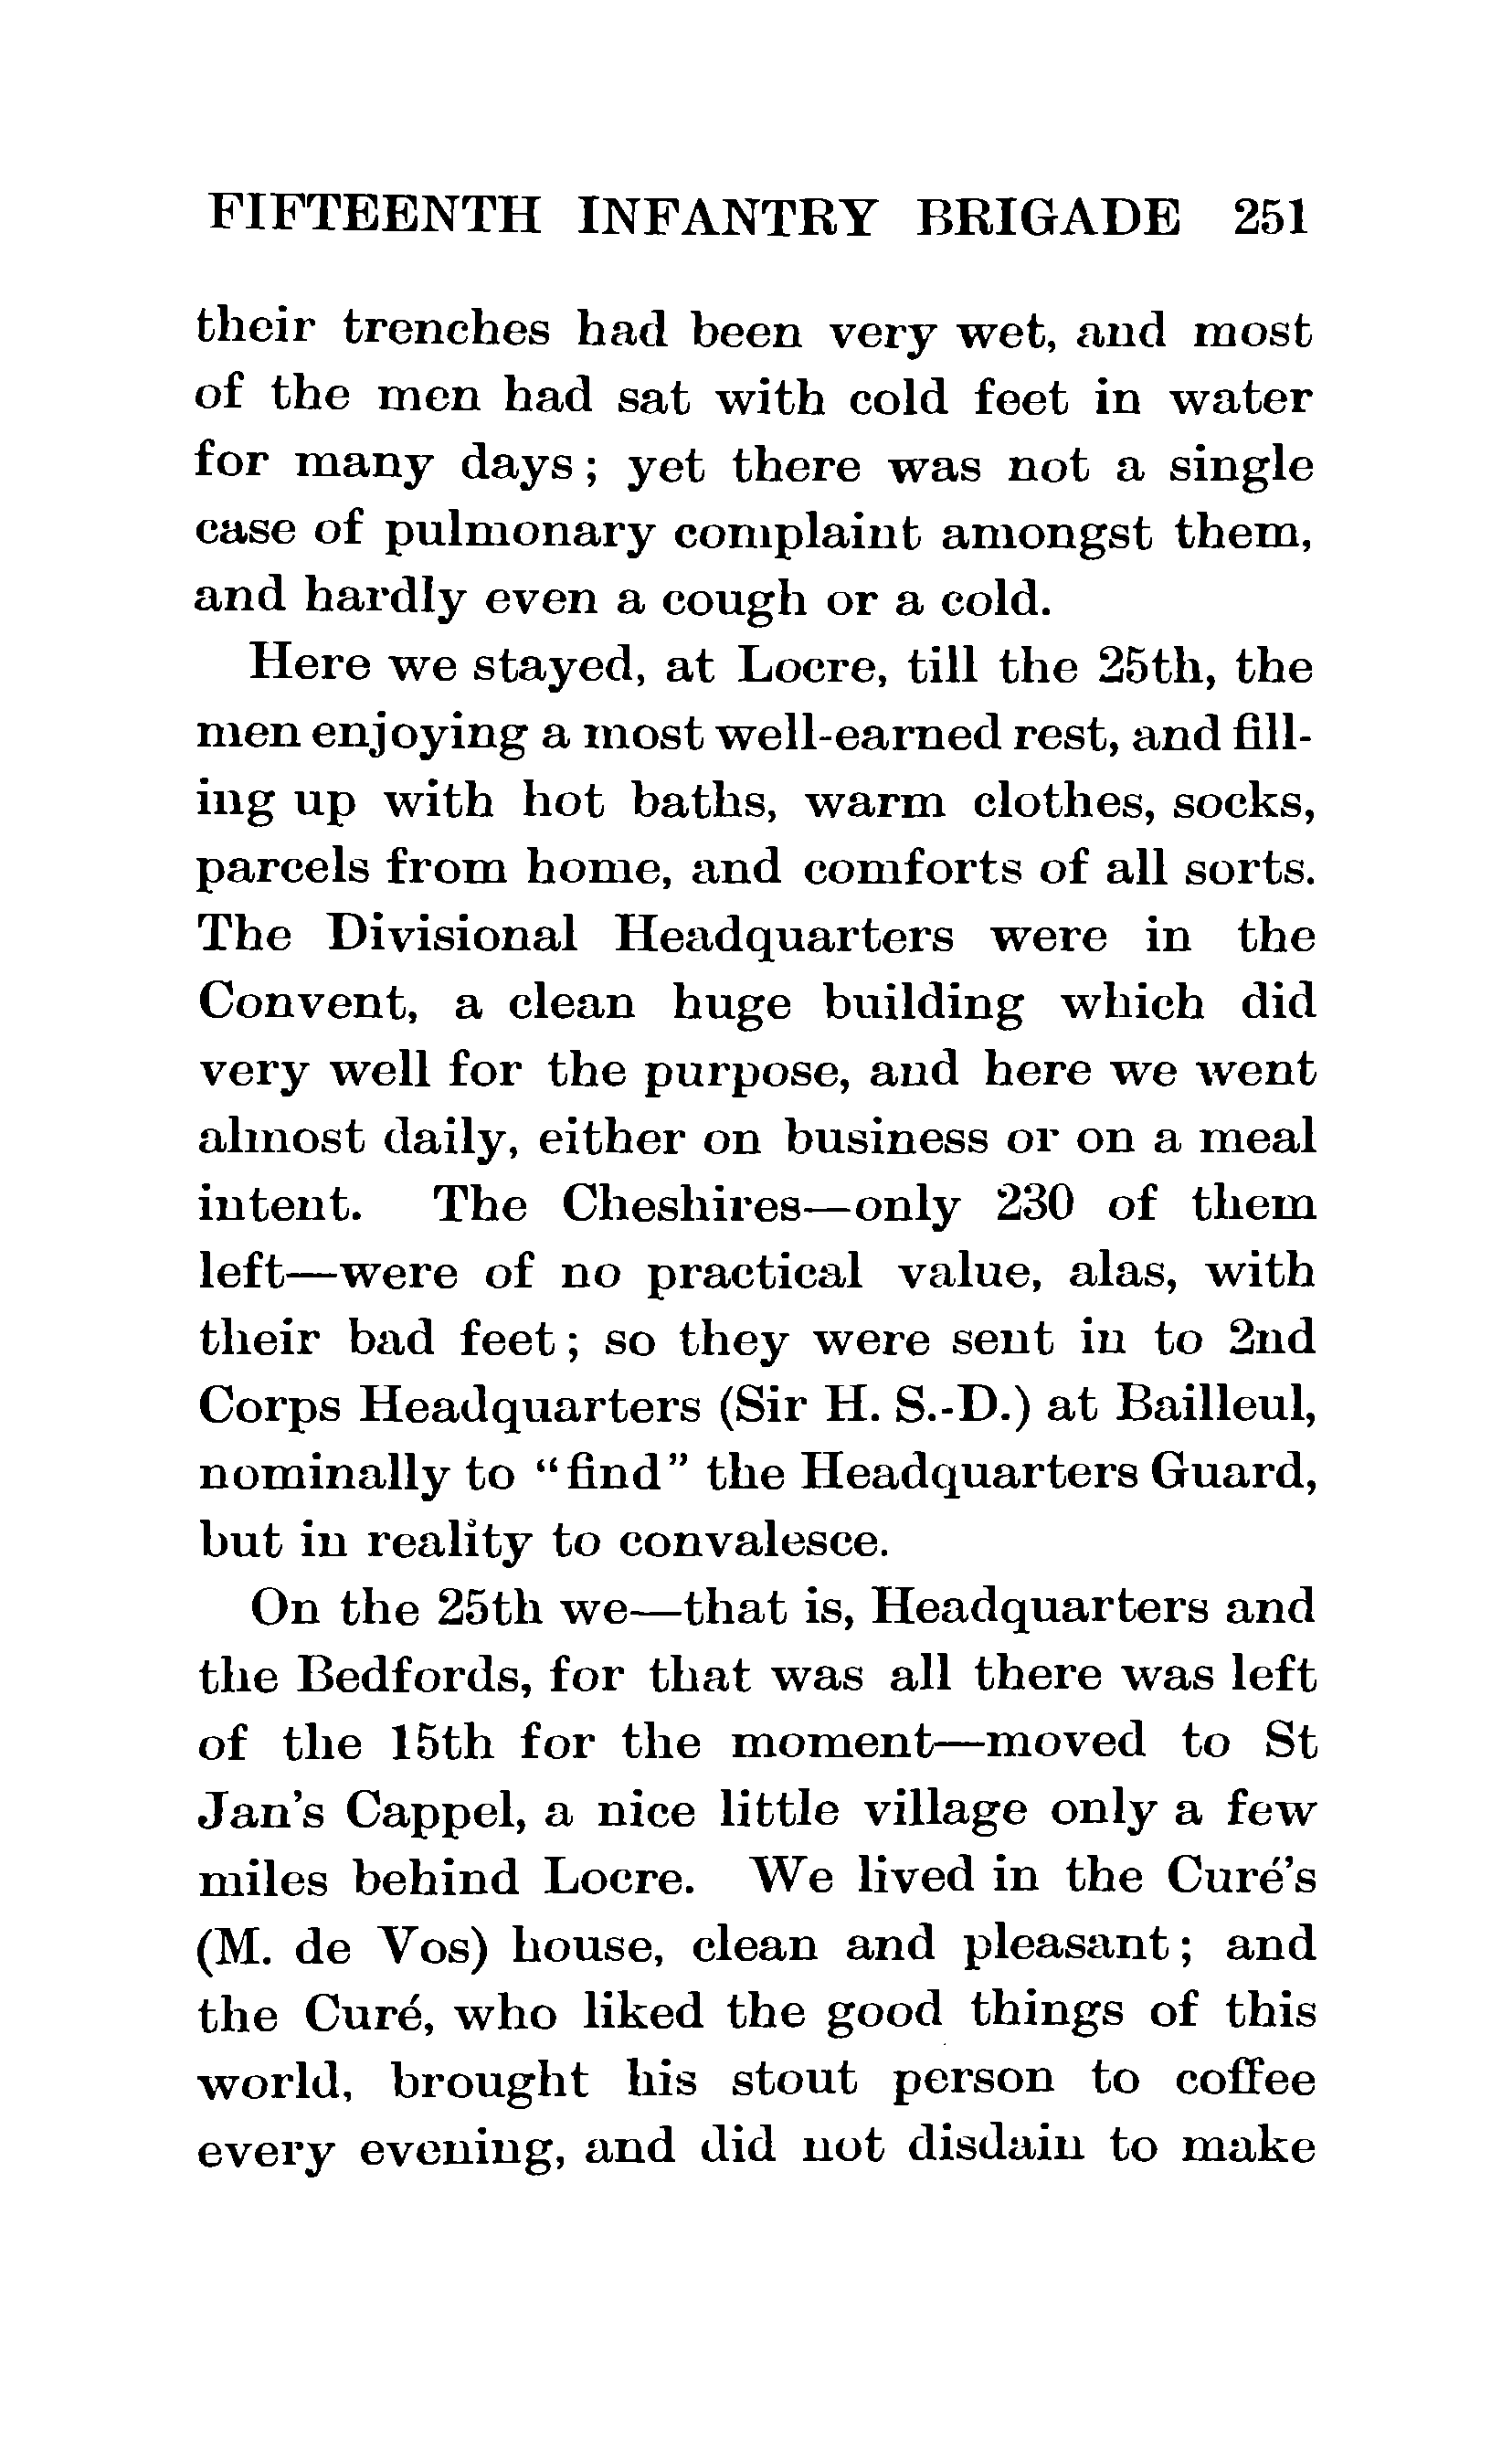 FIFTEENTH INFANTRY BRIGADE 251
their trenches had been very wet, and most
of the men had sat with cold feet in water
for many days; yet there was not a single
case of pulmonary complaint amongst them,
and hardly even a cough or a cold.
Here we stayed, at Locre, till the 25th, the
men enjoying a most well-earned rest, and fill-
ing up with hot baths, warm clothes, socks,
parcels from home, and comforts of all sorts.
The Divisional Headquarters were in the
Convent, a clean huge building which did
very well for the purpose, and here we went
almost daily, either on business or on a meal
intent. The Cheshires—only 230 of them
left—were of no practical value, alas, with
their bad feet; so they were sent in to 2nd
Corps Headquarters (Sir H. S.-D.) at Bailleul,
nominally to "find" the Headquarters Guard,
but in reality to convalesce.
On the 25th we—that is, Headquarters and
the Bedfords, for that was all there was left
of the 15th for the moment—moved to St
Jan's Cappel, a nice little village only a few
miles behind Locre. We lived in the Curé's
(M. de Vos) house, clean and pleasant; and
the Curé, who liked the good things of this
world, brought his stout person to coffee
every evening, and did not disdain to make